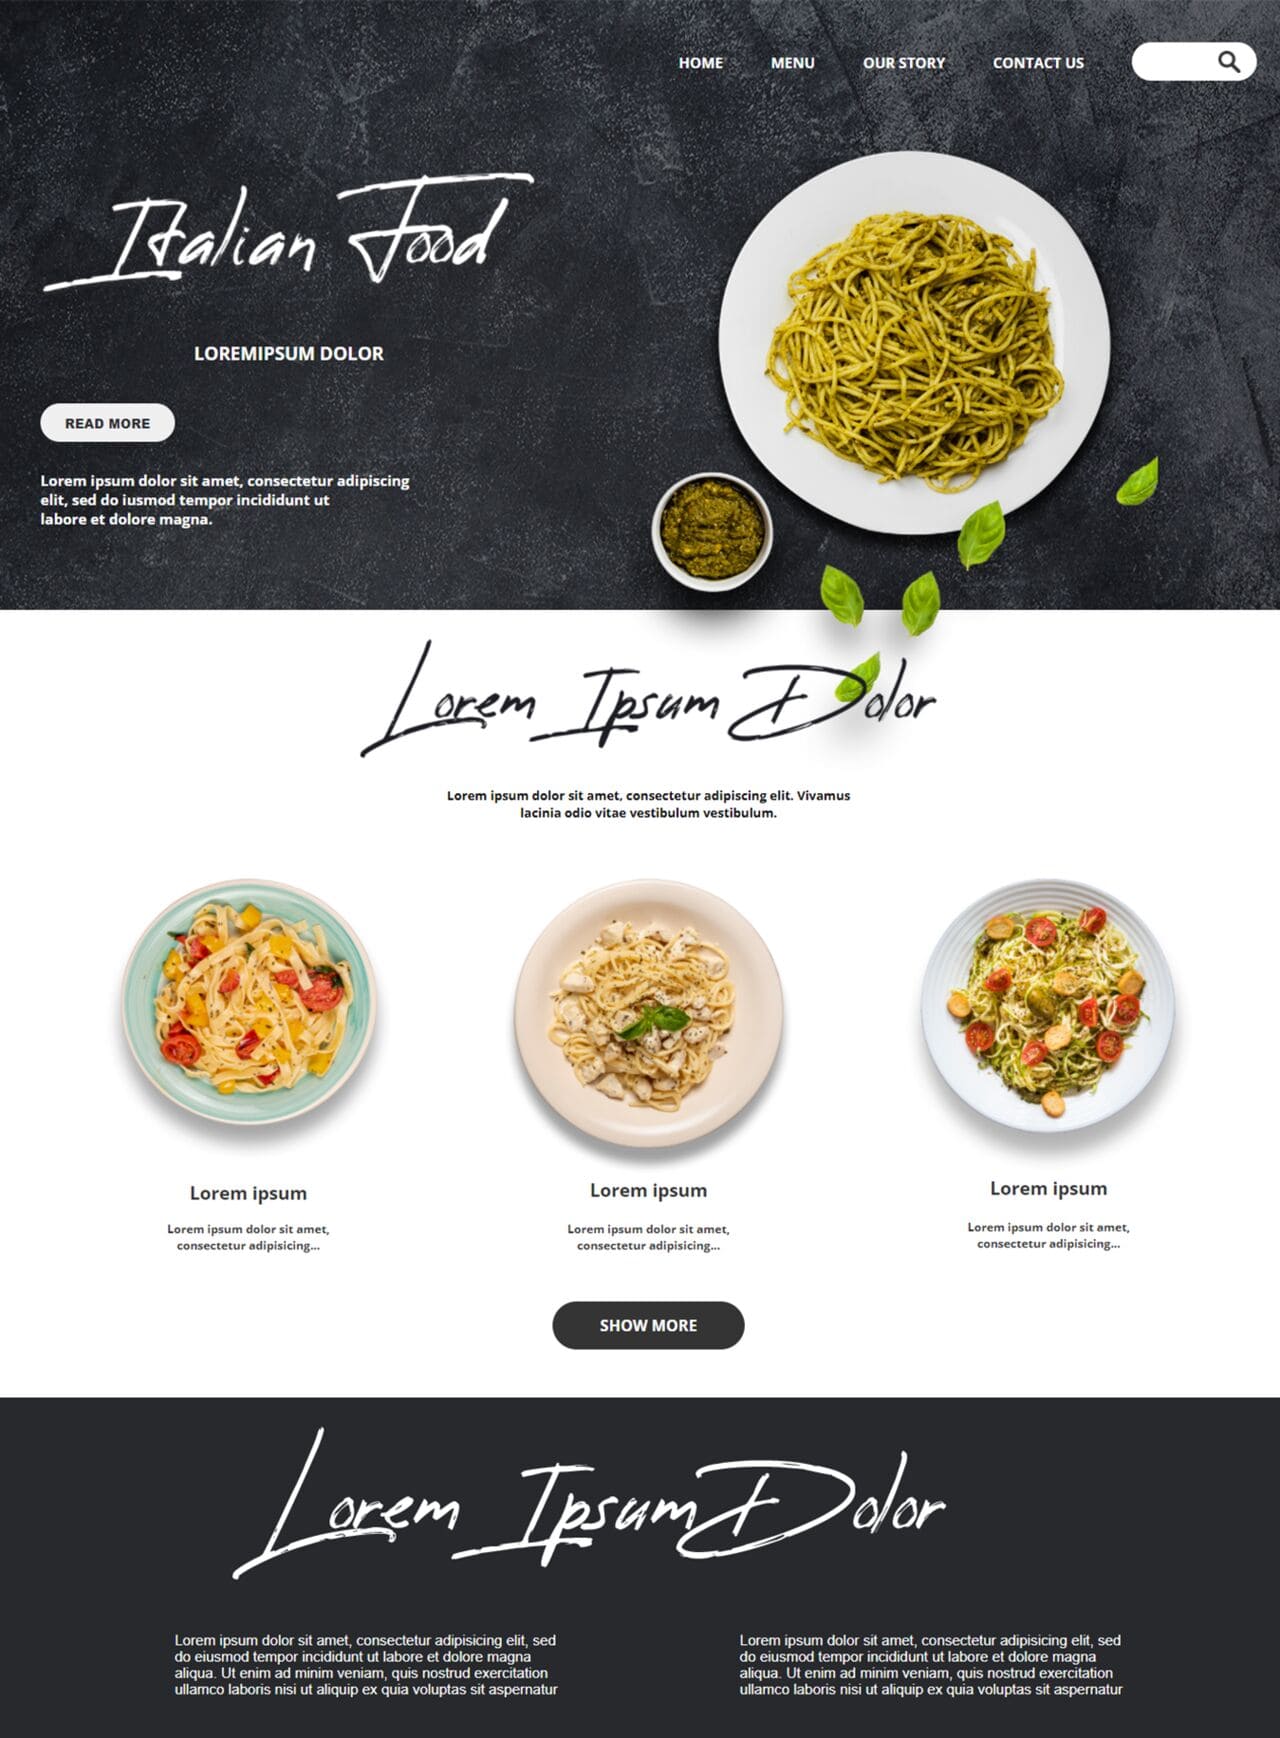 HOME MENU OUR STORY CONTACT US
Italian Food
LOREMIPSUM DOLOR
READ MORE
Lorem ipsum dolor sit amet, consectetur adipiscing
elit, sed do iusmod tempor incididunt ut
labore et dolore magna.
Lorem Ipsum Dolor
Lorem ipsum dolor sit amet, consectetur adipiscing elit. Vivamus
lacinia odio vitae vestibulum vestibulum.
Lorem ipsum
Lorem ipsum dolor sit amet,
consectetur adipisicing...
Lorem ipsum
Lorem ipsum dolor sit amet,
consectetur adipisicing...
Lorem ipsum
Lorem ipsum dolor sit amet,
consectetur adipisicing...
SHOW MORE
Lorem Ipsum Dolor
Lorem ipsum dolor sit amet, consectetur adipisicing elit, sed
do eiusmod tempor incididunt ut labore et dolore magna
aliqua. Ut enim ad minim veniam, quis nostrud exercitation
ullamco laboris nisi ut aliquip ex quia voluptas sit aspernatur
Lorem ipsum dolor sit amet, consectetur adipisicing elit, sed
do eiusmod tempor incididunt ut labore et dolore magna
aliqua. Ut enim ad minim veniam, quis nostrud exercitation
ullamco laboris nisi ut aliquip ex quia voluptas sit aspernatur